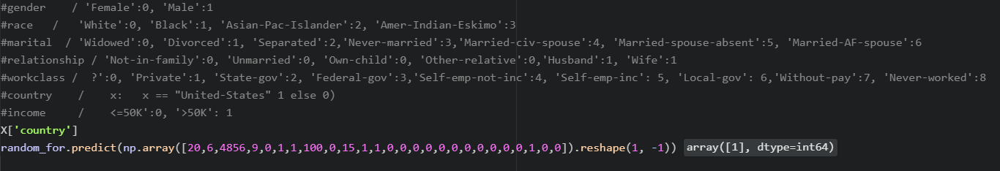 #gender    / 'Female':0, 'Male':1
#race   /   'White':0, 'Black':1, 'Asian-Pac-Islander':2, 'Amer-Indian-Eskimo':3
#marital  / 'Widowed':0, 'Divorced':1, 'Separated':2,'Never-married':3,'Married-civ-spouse':4, 'Married-spouse-absent':5, 'Married-AF-spouse':6
#relationship / 'Not-in-family':0, 'Unmarried':0, 'Own-child':0, 'Other-relative':0,'Husband':1, 'Wife':1
#workclass /  ?':0, 'Private':1, 'State-gov':2, 'Federal-gov':3,'Self-emp-not-inc':4, 'Self-emp-inc': 5, 'Local-gov': 6,'Without-pay':7, 'Never-worked':8
#country    /    x:   x == "United-States" 1 else 0)
#income     /    <=50K':0, '>50K': 1
X['country']
random_for.predict(np.array([20,6,4856,9,0,1,1,100,0,15,1,1,0,0,0,0,0,0,0,0,0,0,0,1,0,0]).reshape(1, -1)) array([1], dtype=int64)